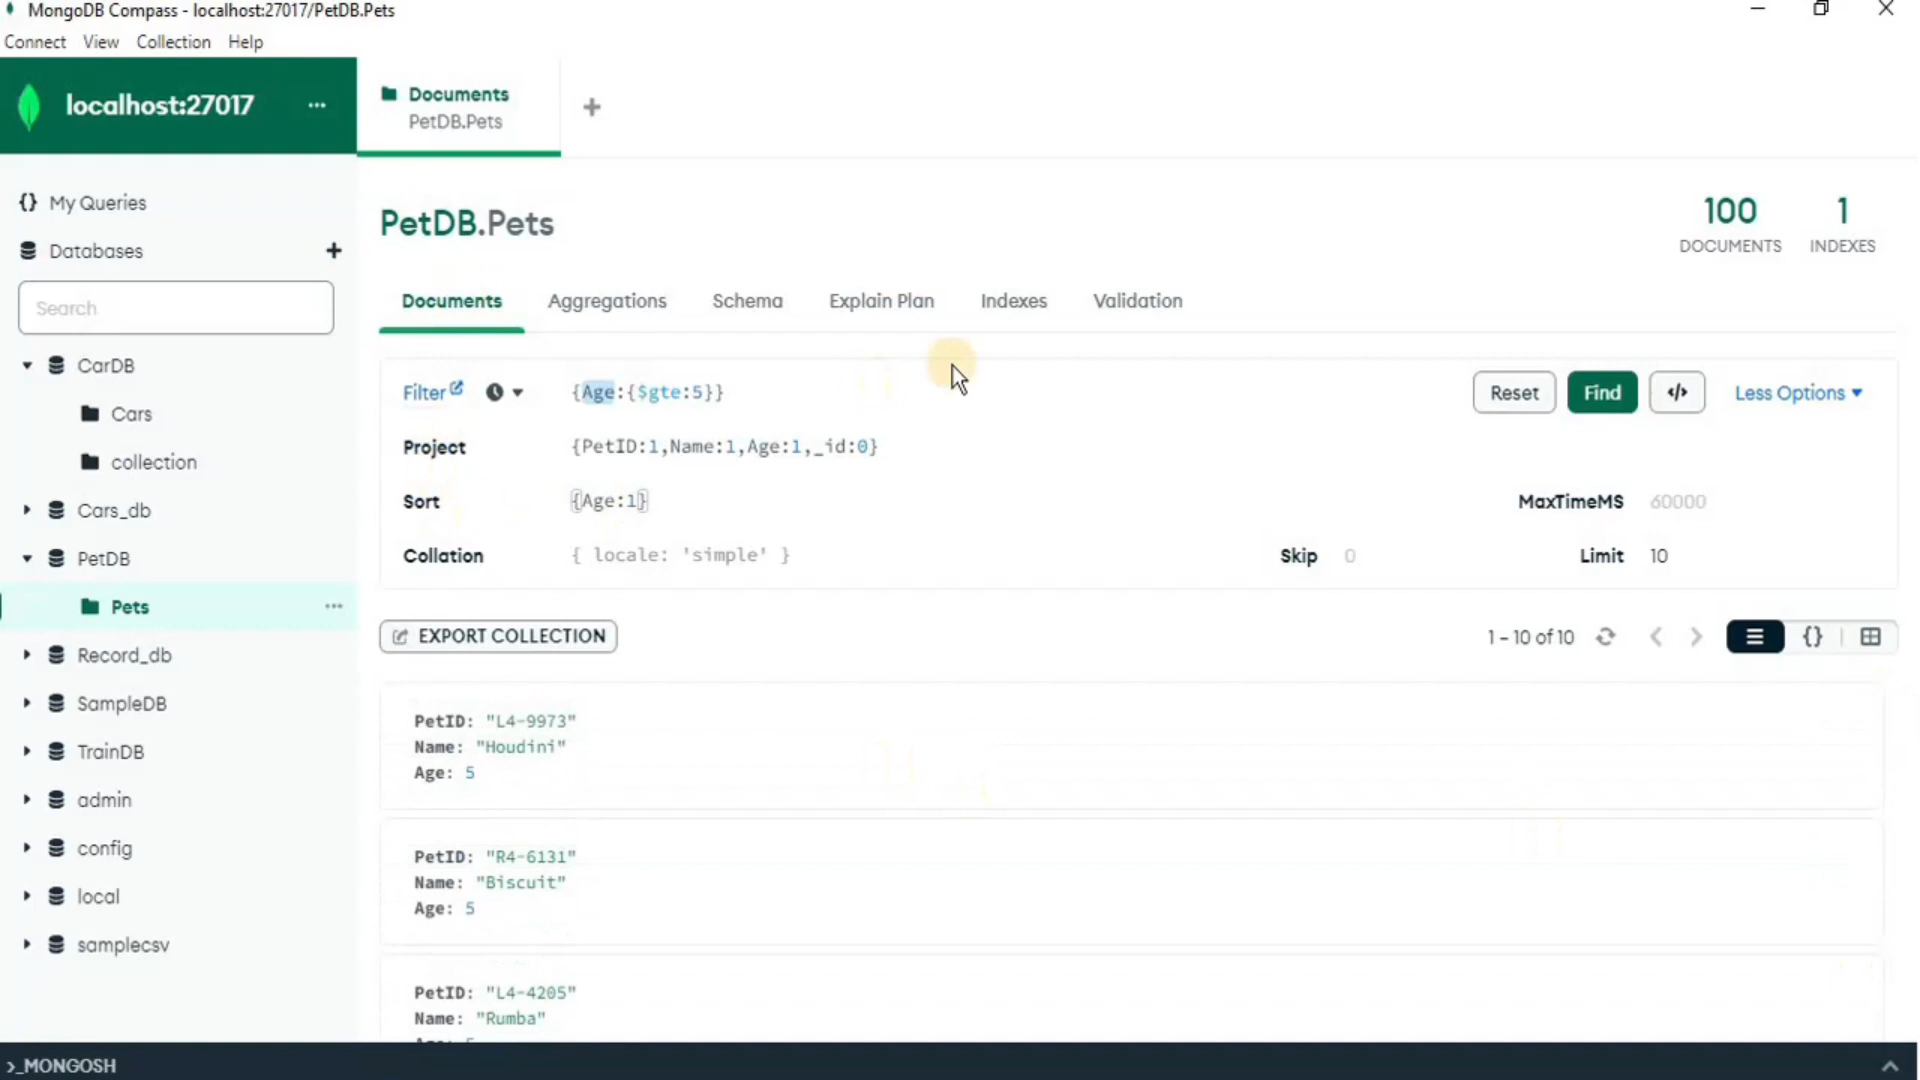 MongoDB Compass - localhost:27017/PetDB.Pets
Connect View Collection Help
localhost:27017 ...
Documents
PetDB.Pets
+
{} My Queries
Databases +
Search
CarDB
Cars
collection
Cars_db
PetDB
Pets ...
Record_db
SampleDB
TrainDB
admin
config
local
samplecsv
PetDB.Pets
100
DOCUMENTS
1
INDEXES
Documents Aggregations Schema Explain Plan Indexes Validation
Filter {Age:{$gte:5}} Reset Find </> Less Options
Project {PetID:1,Name:1,Age:1,_id:0}
Sort {Age:1} MaxTimeMS 60000
Collation { locale: 'simple' } Skip 0 Limit 10
EXPORT COLLECTION 1 – 10 of 10 {}
PetID: "L4-9973"
Name: "Houdini"
Age: 5
PetID: "R4-6131"
Name: "Biscuit"
Age: 5
PetID: "L4-4205"
Name: "Rumba"
Age: 5
>_MONGOSH